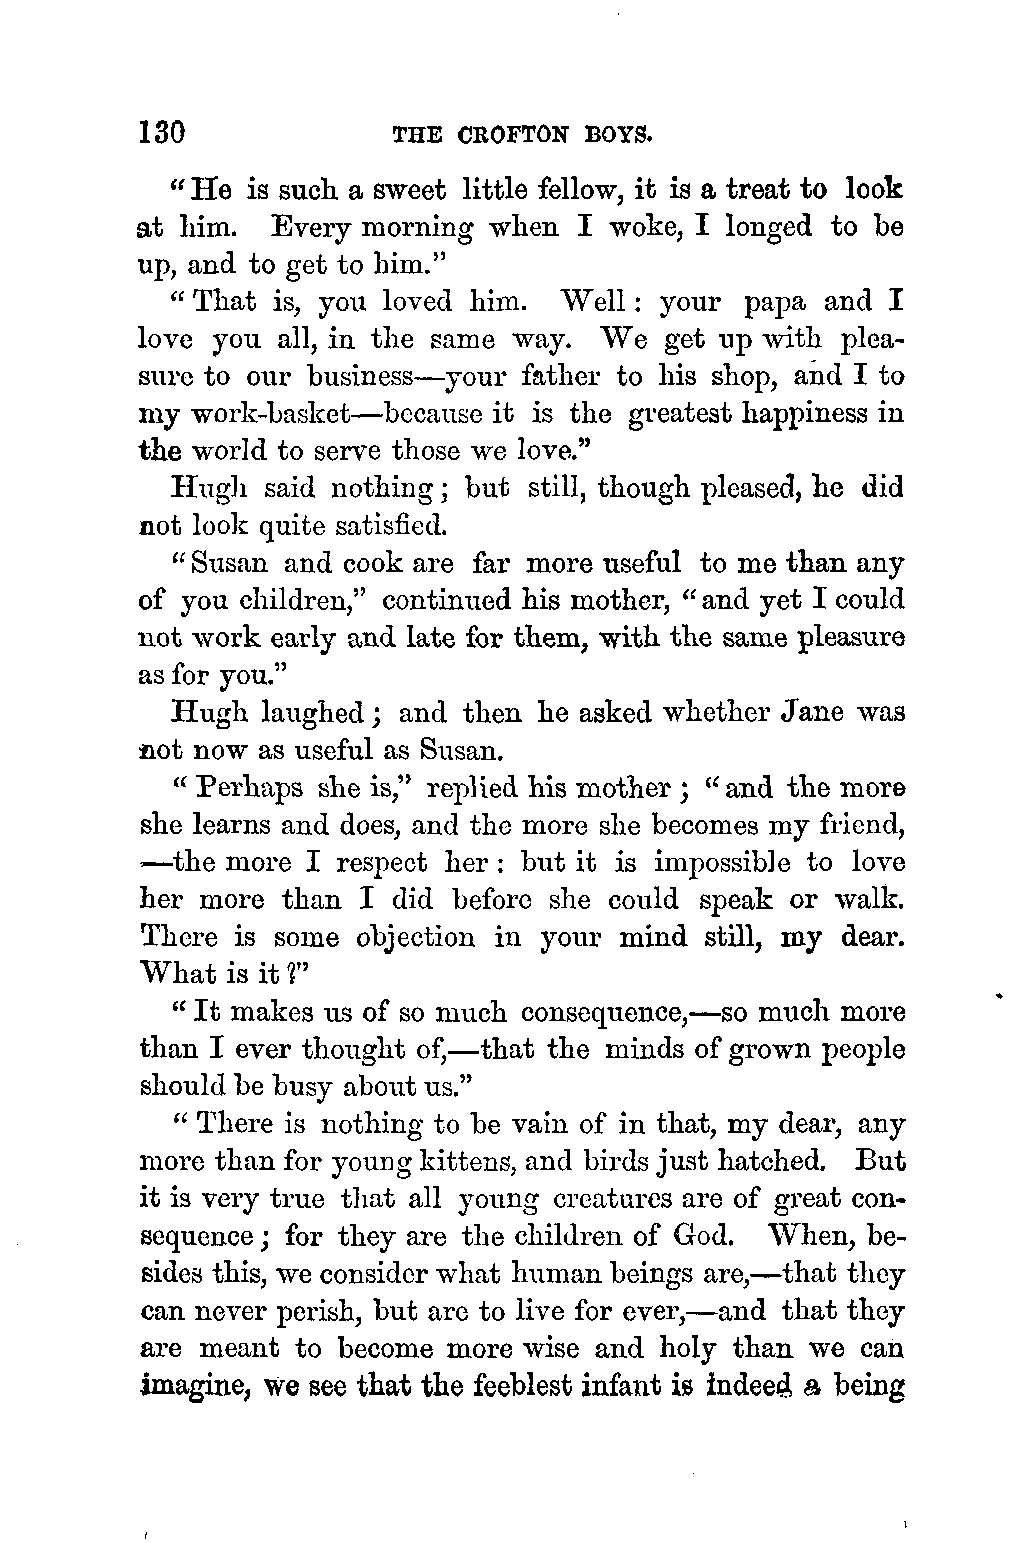 130 THE CROFTON BOYS.
"He is such a sweet little fellow, it is a treat to look
at him. Every morning when I woke, I longed to be
up, and to get to him."
"That is, you loved him. Well: your papa and I
love you all, in the same way. We get up with plea-
sure to our business—your father to his shop, and I to
my work-basket—because it is the greatest happiness in
the world to serve those we love."
Hugh said nothing; but still, though pleased, he did
not look quite satisfied.
"Susan and cook are far more useful to me than any
of you children," continued his mother, "and yet I could
not work early and late for them, with the same pleasure
as for you."
Hugh laughed; and then he asked whether Jane was
not now as useful as Susan.
"Perhaps she is," replied his mother; "and the more
she learns and does, and the more she becomes my friend,
—the more I respect her: but it is impossible to love
her more than I did before she could speak or walk.
There is some objection in your mind still, my dear.
What is it?"
"It makes us of so much consequence,—so much more
than I ever thought of,—that the minds of grown people
should be busy about us."
"There is nothing to be vain of in that, my dear, any
more than for young kittens, and birds just hatched. But
it is very true that all young creatures are of great con-
sequence; for they are the children of God. When, be-
sides this, we consider what human beings are,—that they
can never perish, but are to live for ever,—and that they
are meant to become more wise and holy than we can
imagine, we see that the feeblest infant is indeed a being